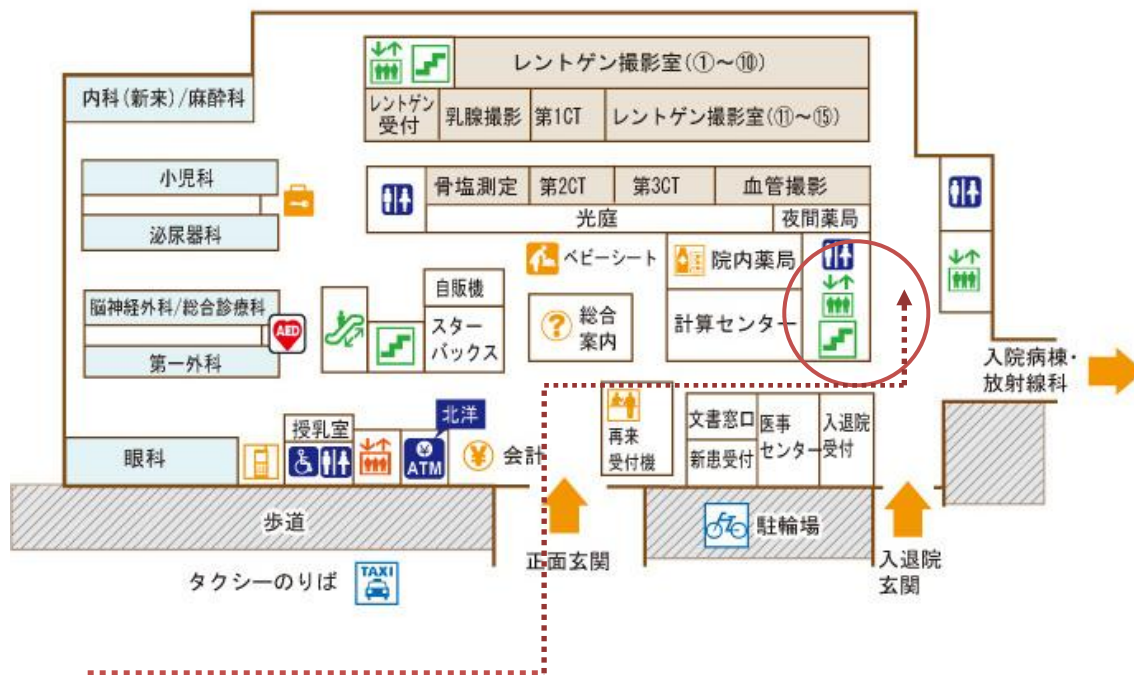 レントゲン撮影室(①～⑩)
内科(新来)/麻酔科
レントゲン
受付
乳腺撮影
第1CT
レントゲン撮影室(⑪～⑮)
小児科
泌尿器科
骨塩測定
第2CT
第3CT
血管撮影
光庭
夜間薬局
ベビーシート
院内薬局
自販機
スター
バックス
?
総合
案内
計算センター
脳神経外科/総合診療科
AED
第一外科
入院病棟・
放射線科
北洋
授乳室
眼科
¥
ATM
¥
会計
再来
受付機
文書窓口
新患受付
医事
センター
入退院
受付
歩道
駐輪場
正面玄関
入退院
玄関
タクシーのりば
TAXI